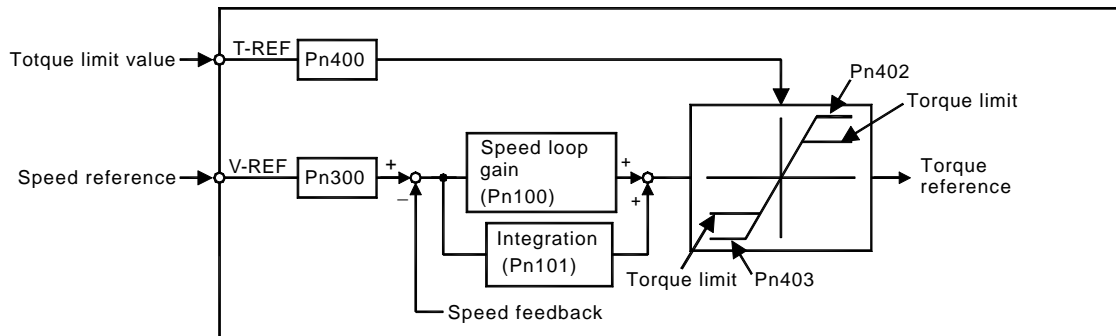 Totque limit value
T-REF
Pn400
Pn402
Torque limit
Speed reference
V-REF
Pn300
+
−
Speed loop
gain
(Pn100)
+
+
Integration
(Pn101)
Torque
reference
Torque limit
Pn403
Speed feedback